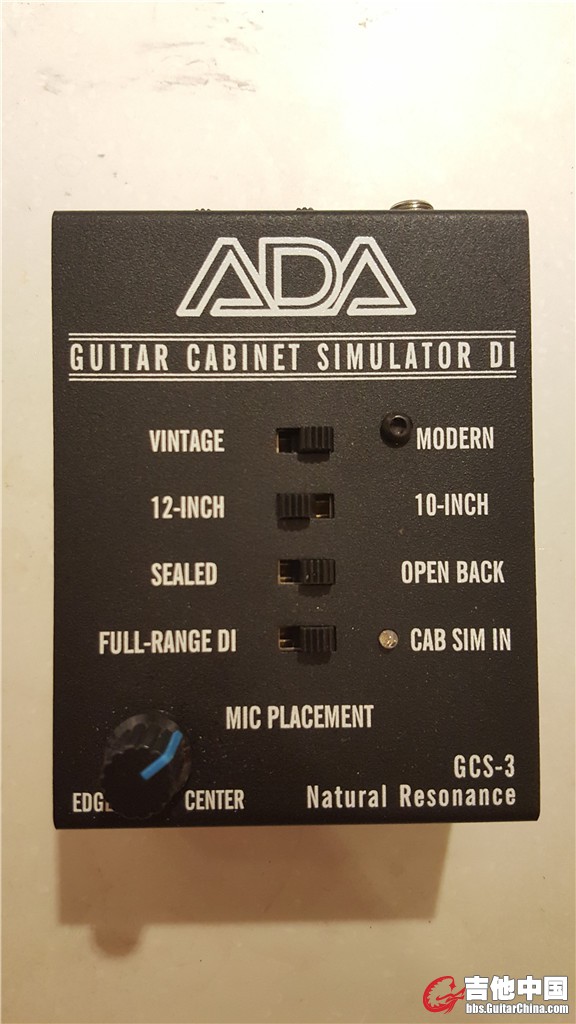 ADA
GUITAR CABINET SIMULATOR DI
VINTAGE MODERN
12-INCH 10-INCH
SEALED OPEN BACK
FULL-RANGE DI CAB SIM IN
MIC PLACEMENT
GCS-3
EDGE CENTER Natural Resonance
吉他中国
bbs.GuitarChina.com